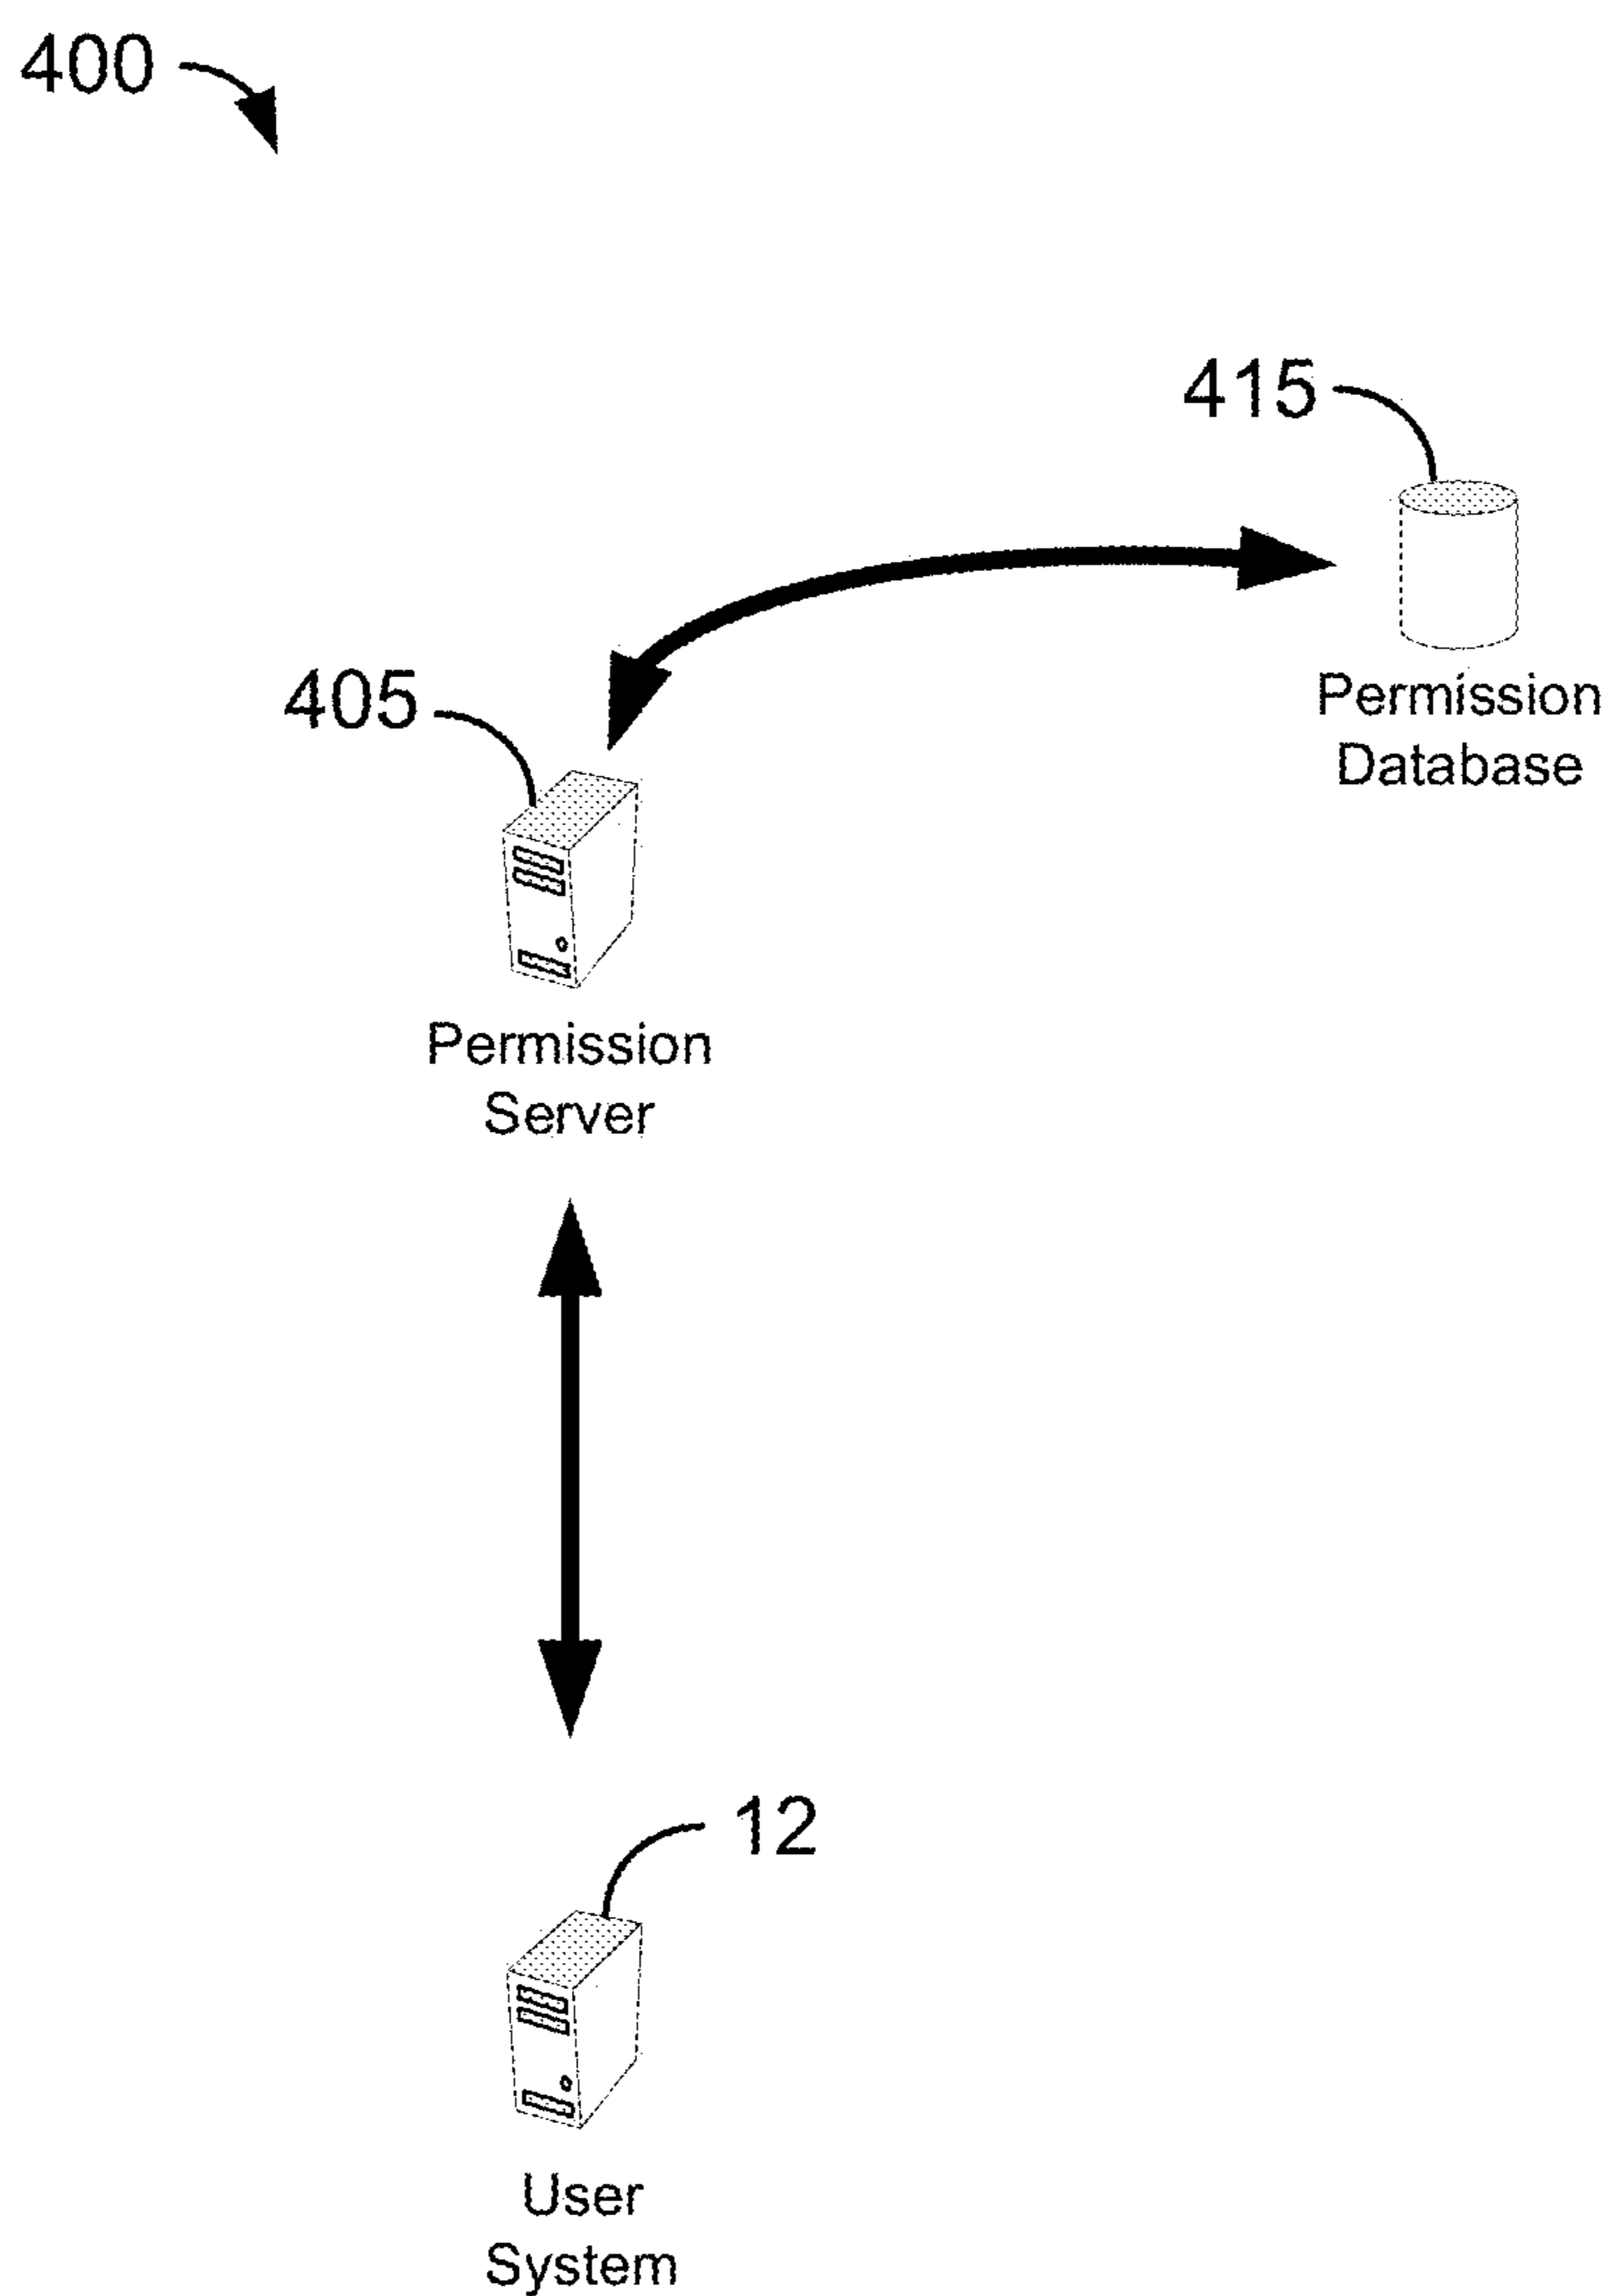 400
415
Permission
Database
405
Permission
Server
12
User
System